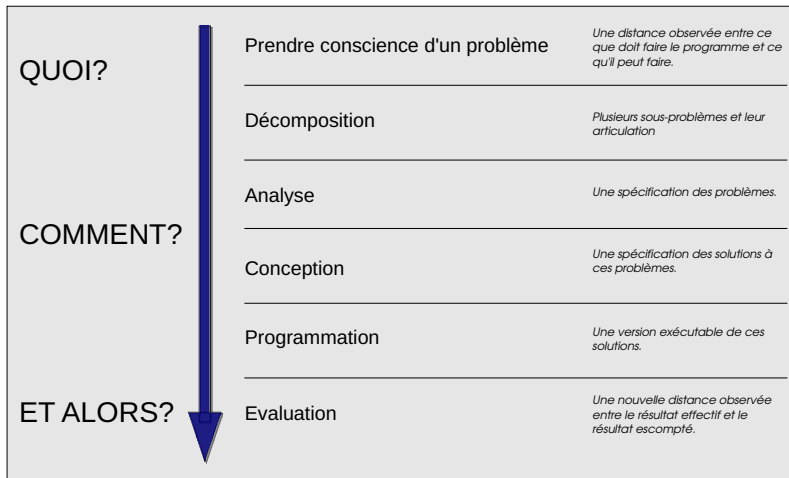 QUOI?
Prendre conscience d'un problème
Une distance observée entre ce
que doit faire le programme et ce
qu'il peut faire.
Décomposition
Plusieurs sous-problèmes et leur
articulation
COMMENT?
Analyse
Une spécification des problèmes.
Conception
Une spécification des solutions à
ces problèmes.
Programmation
Une version exécutable de ces
solutions.
ET ALORS?
Evaluation
Une nouvelle distance observée
entre le résultat effectif et le
résultat escompté.